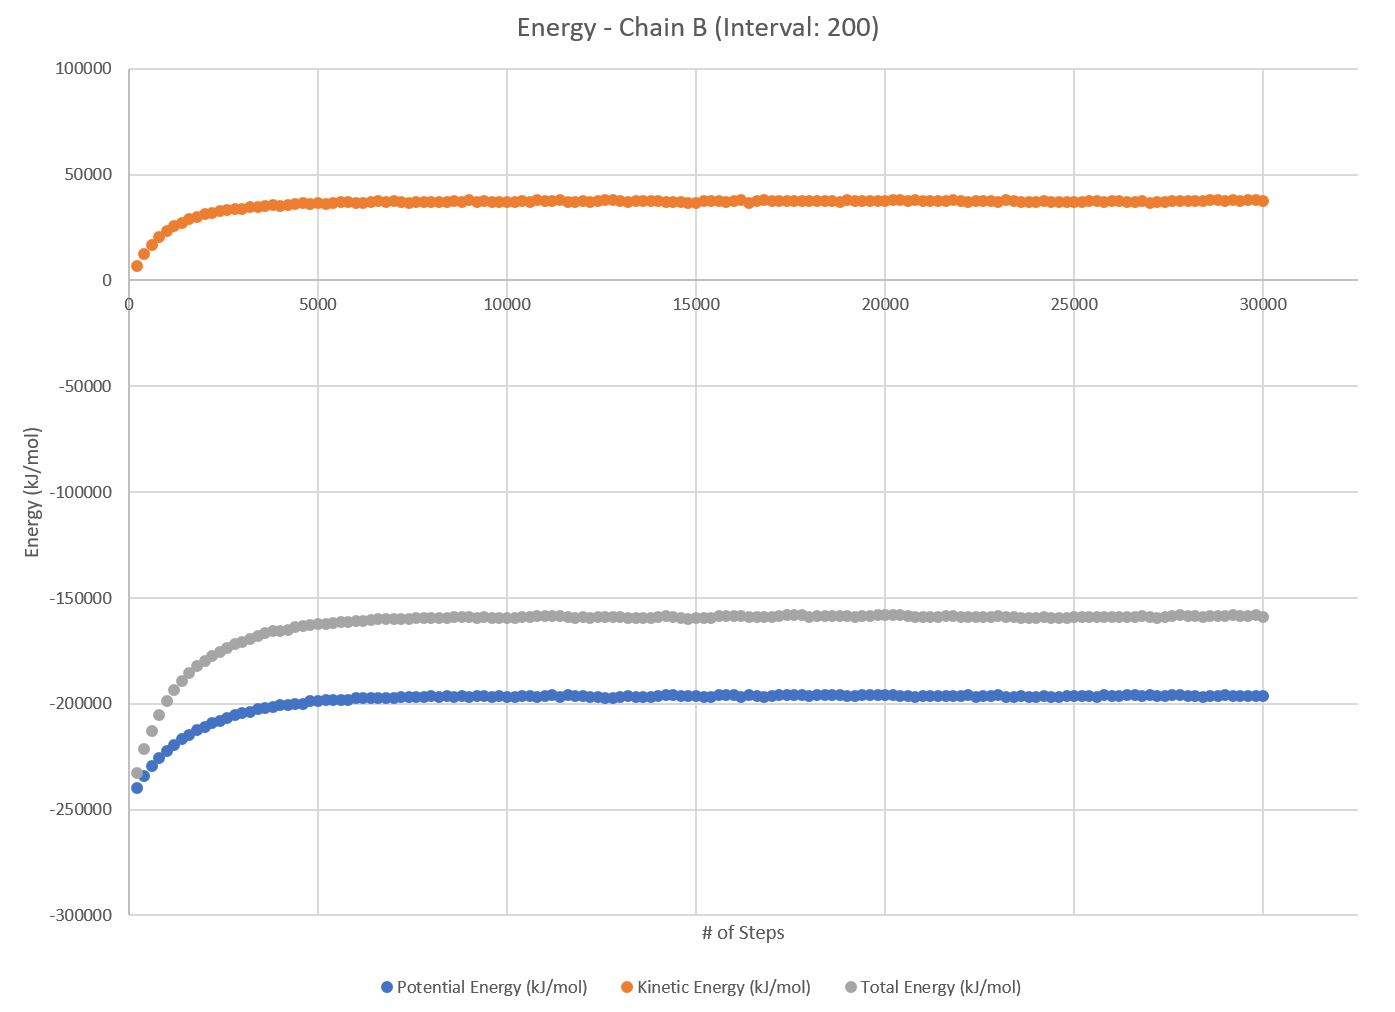 Energy - Chain B (Interval: 200)
100000
50000
0
0 5000 10000 15000 20000 25000 30000
-50000
Energy (kJ/mol)
-100000
-150000
-200000
-250000
-300000
# of Steps
Potential Energy (kJ/mol) Kinetic Energy (kJ/mol) Total Energy (kJ/mol)